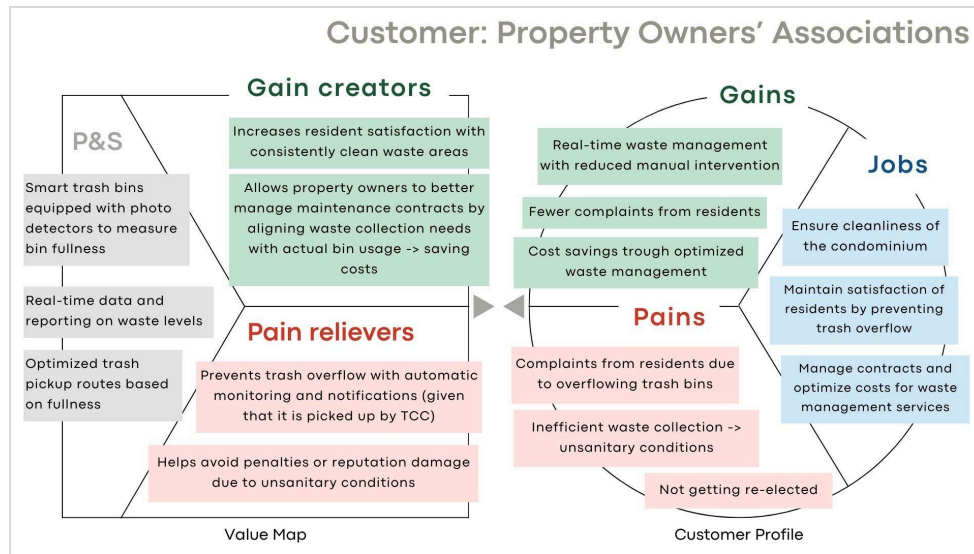 Customer: Property Owners' Associations
Gain creators
P&S
Increases resident satisfaction with
consistently clean waste areas
Allows property owners to better
manage maintenance contracts by
aligning waste collection needs
with actual bin usage -> saving
costs
Smart trash bins
equipped with photo
detectors to measure
bin fullness
Real-time data and
reporting on waste levels
Optimized trash
pickup routes based
on fullness
Pain relievers
Prevents trash overflow with automatic
monitoring and notifications (given
that it is picked up by TCC)
Helps avoid penalties or reputation damage
due to unsanitary conditions
Value Map
Gains
Real-time waste management
with reduced manual intervention
Fewer complaints from residents
Cost savings trough optimized
waste management
Jobs
Ensure cleanliness of
the condominium
Maintain satisfaction of
residents by preventing
trash overflow
Manage contracts and
optimize costs for waste
management services
Pains
Complaints from residents due
to overflowing trash bins
Inefficient waste collection ->
unsanitary conditions
Not getting re-elected
Customer Profile